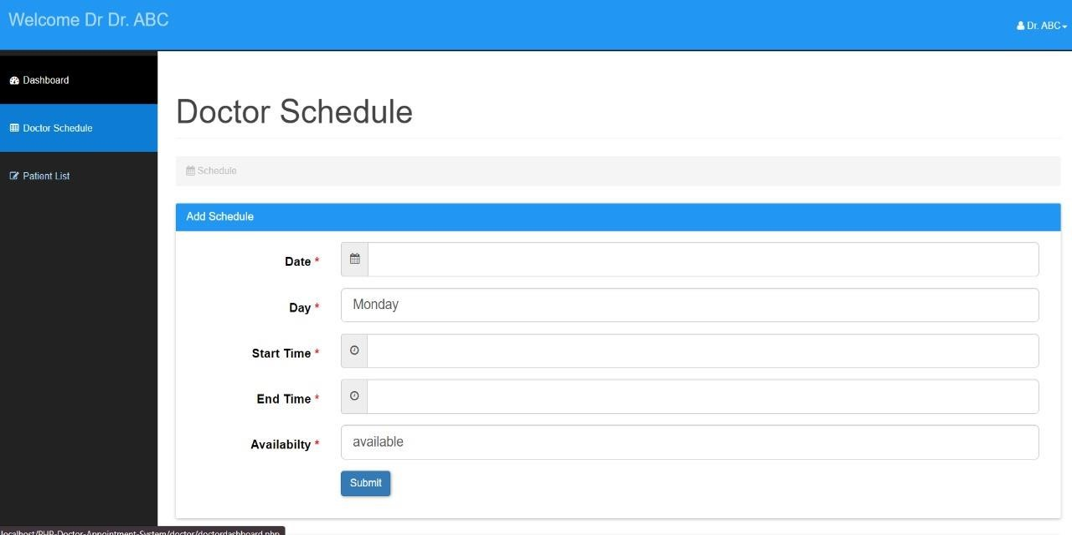 Welcome Dr Dr. ABC
Dr. ABC
Dashboard
Doctor Schedule
Patient List
Doctor Schedule
Schedule
Add Schedule
Date *
Day *
Monday
Start Time *
End Time *
Availabilty *
available
Submit
localhost/PHP-Doctor-Appointment-System/doctor/doctordashboard.php